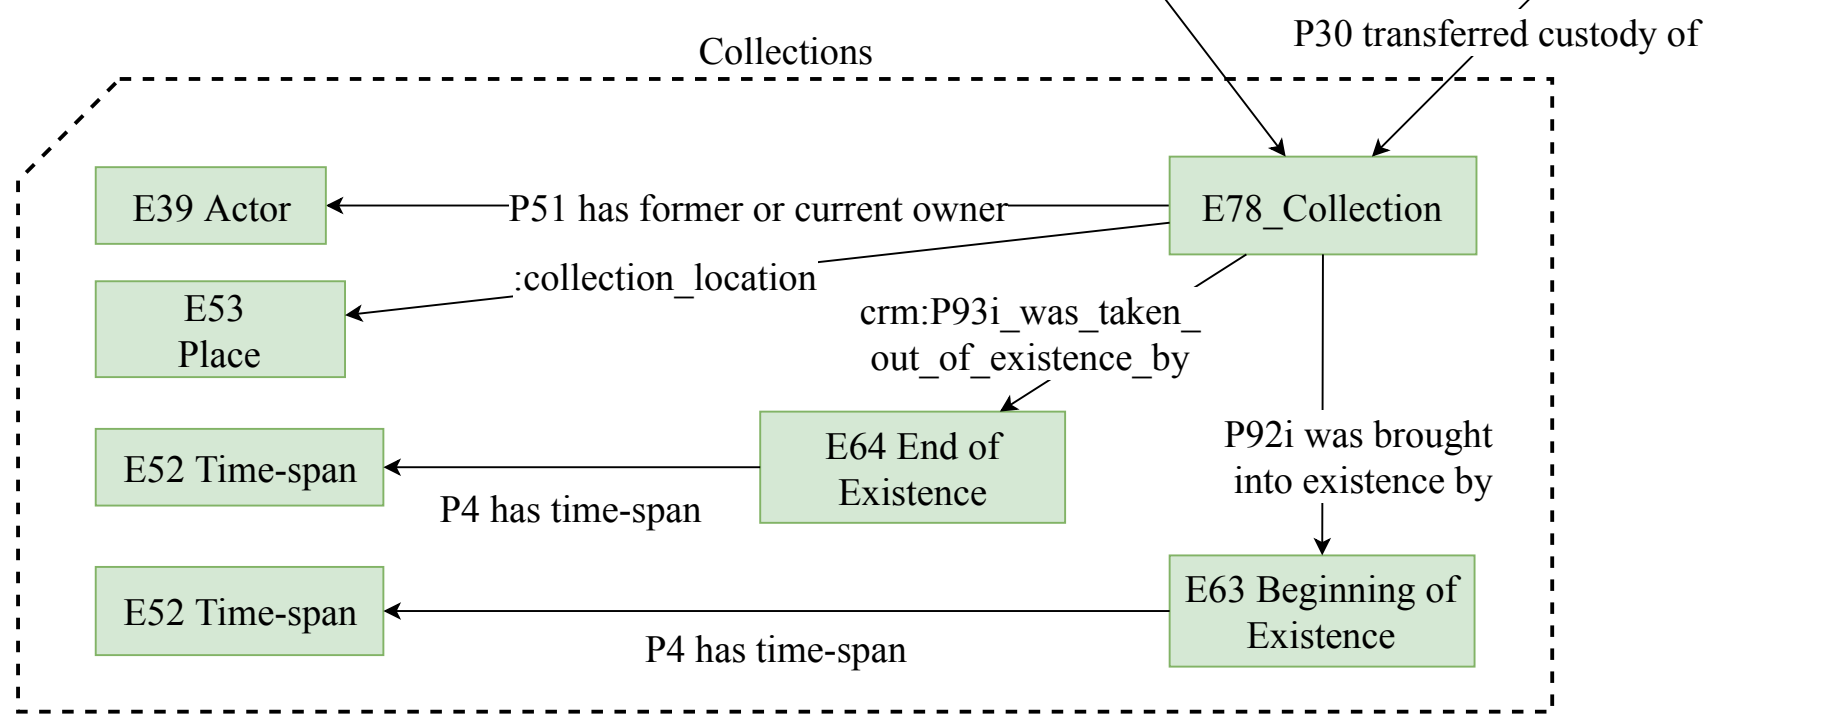 P30 transferred custody of
Collections
E39 Actor
P51 has former or current owner
E78_Collection
:collection_location
E53
Place
crm:P93i_was_taken_
out_of_existence_by
E52 Time-span
P4 has time-span
E64 End of
Existence
P92i was brought
into existence by
E52 Time-span
P4 has time-span
E63 Beginning of
Existence